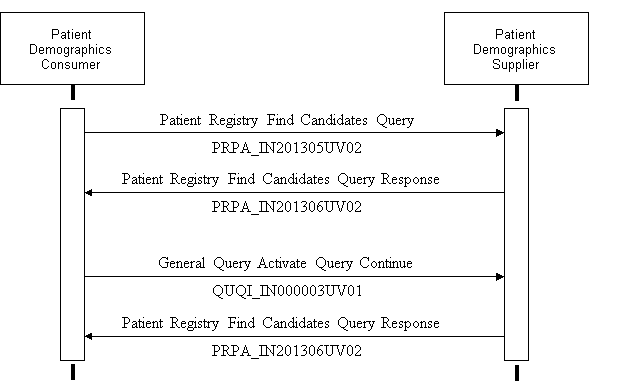 Patient
Demographics
Consumer
Patient
Demographics
Supplier
Patient Registry Find Candidates Query
PRPA_IN201305UV02
Patient Registry Find Candidates Query Response
PRPA_IN201306UV02
General Query Activate Query Continue
QUQI_IN000003UV01
Patient Registry Find Candidates Query Response
PRPA_IN201306UV02